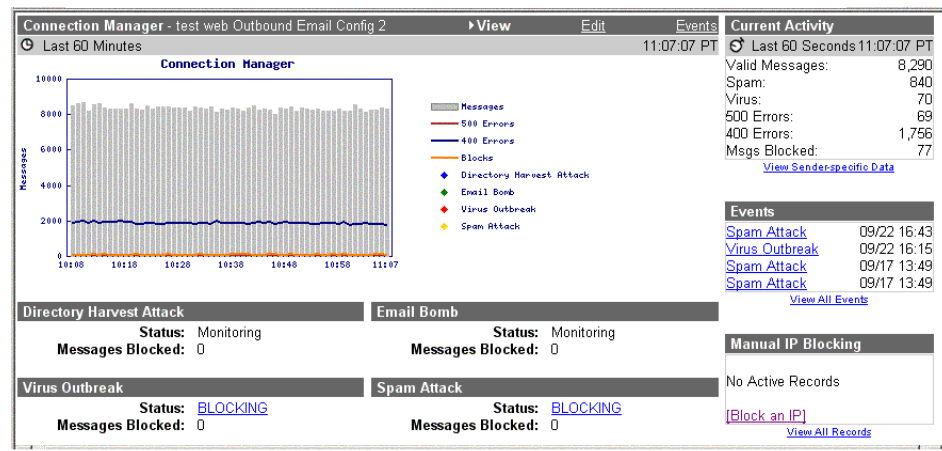 Connection Manager - test web Outbound Email Config 2 View Edit Events
Last 60 Minutes 11:07:07 PT
Connection Manager
10000
8000
6000
4000
2000
0
Messages
10:08 10:18 10:28 10:38 10:48 10:58 11:07
Messages
500 Errors
400 Errors
Blocks
Directory Harvest Attack
Email Bomb
Virus Outbreak
Spam Attack
Directory Harvest Attack
Status: Monitoring
Messages Blocked: 0
Email Bomb
Status: Monitoring
Messages Blocked: 0
Virus Outbreak
Status: BLOCKING
Messages Blocked: 0
Spam Attack
Status: BLOCKING
Messages Blocked: 0
Current Activity
Last 60 Seconds 11:07:07 PT
Valid Messages: 8,290
Spam: 840
Virus: 70
500 Errors: 69
400 Errors: 1,756
Msgs Blocked: 77
View Sender-specific Data
Events
Spam Attack 09/22 16:43
Virus Outbreak 09/22 16:15
Spam Attack 09/17 13:49
Spam Attack 09/17 13:49
View All Events
Manual IP Blocking
No Active Records
[Block an IP]
View All Records